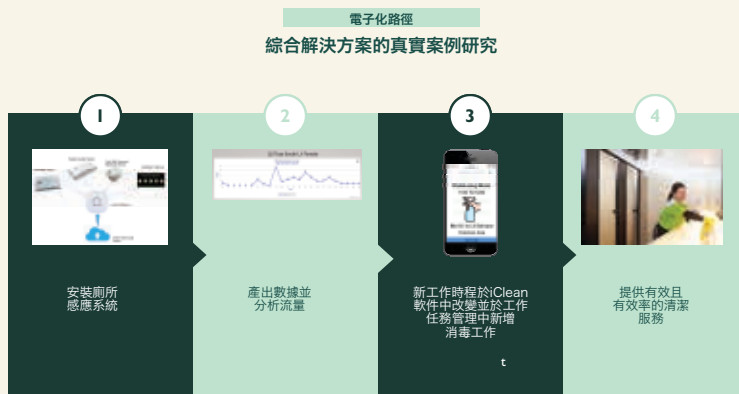 電子化路徑
綜合解決方案的真實案例研究
1
2
3
4
安裝廁所
感應系統
產出數據並
分析流量
新工作時程於iClean
軟件中改變並於工作
任務管理中新增
消毒工作
t
提供有效且
有效率的清潔
服務